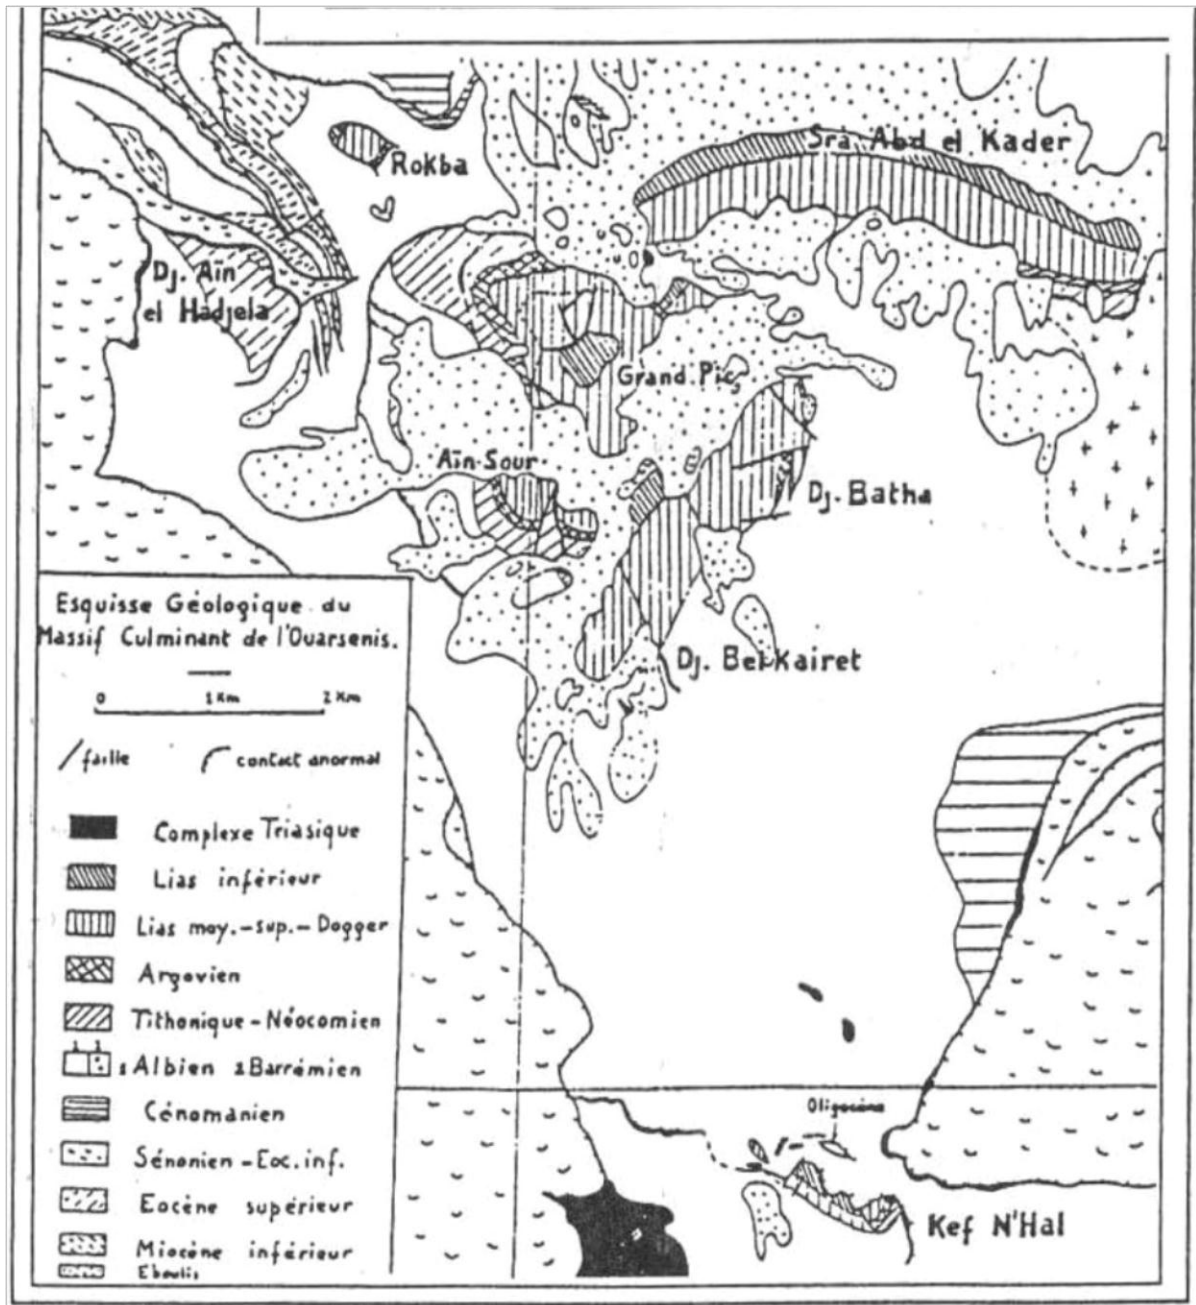 Sra Abd el Kader
Rokba
Dj. Aïn
el Hadjela
Grand Pic
Aïn-Sour
Dj. Batha
Dj. Belkairet
Esquisse Géologique du
Massif Culminant de l'Ouarsenis.
0 1 Km 2 Km
faille contact anormal
Complexe Triasique
Lias inférieur
Lias moy.-sup.- Dogger
Argovien
Tithonique-Néocomien
1 Albien 2 Barrémien
Cénomanien
Sénonien-Eoc.inf.
Eocène supérieur
Miocène inférieur
Eboulis
Oligocène
Kef N'Hal